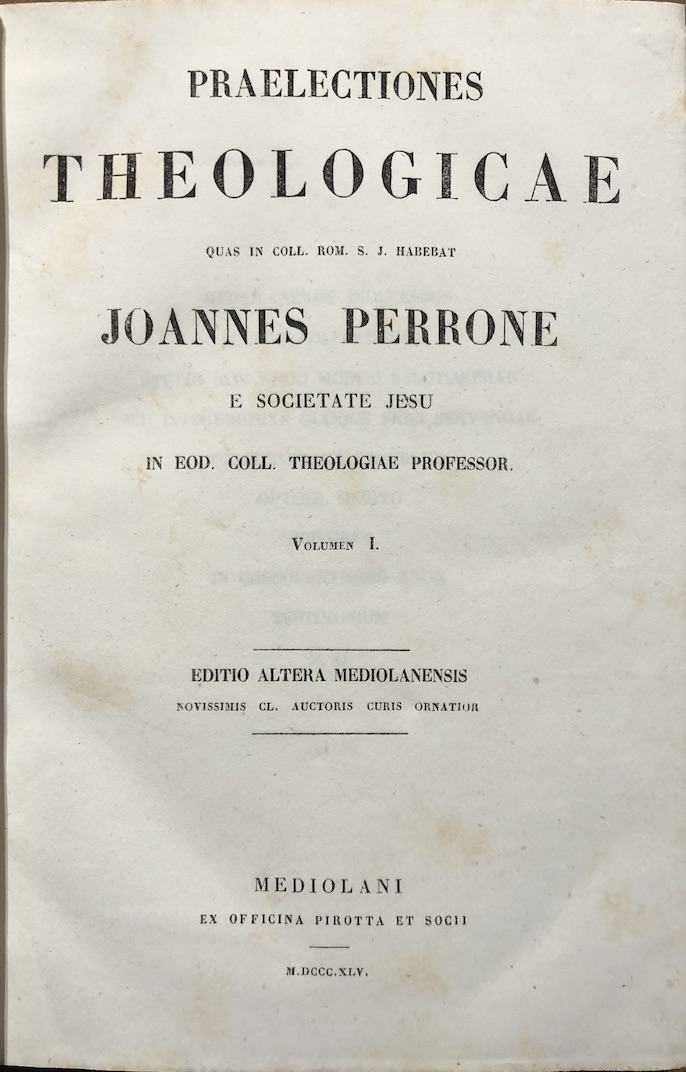 PRAELECTIONES
THEOLOGICAE
QUAS IN COLL. ROM. S. J. HABEBAT
JOANNES PERRONE
E SOCIETATE JESU
IN EOD. COLL. THEOLOGIAE PROFESSOR.
VOLUMEN I.
EDITIO ALTERA MEDIOLANENSIS
NOVISSIMIS CL. AUCTORIS CURIS ORNATIOR
MEDIOLANI
EX OFFICINA PIROTTA ET SOCII
M.DCCC.XLV.